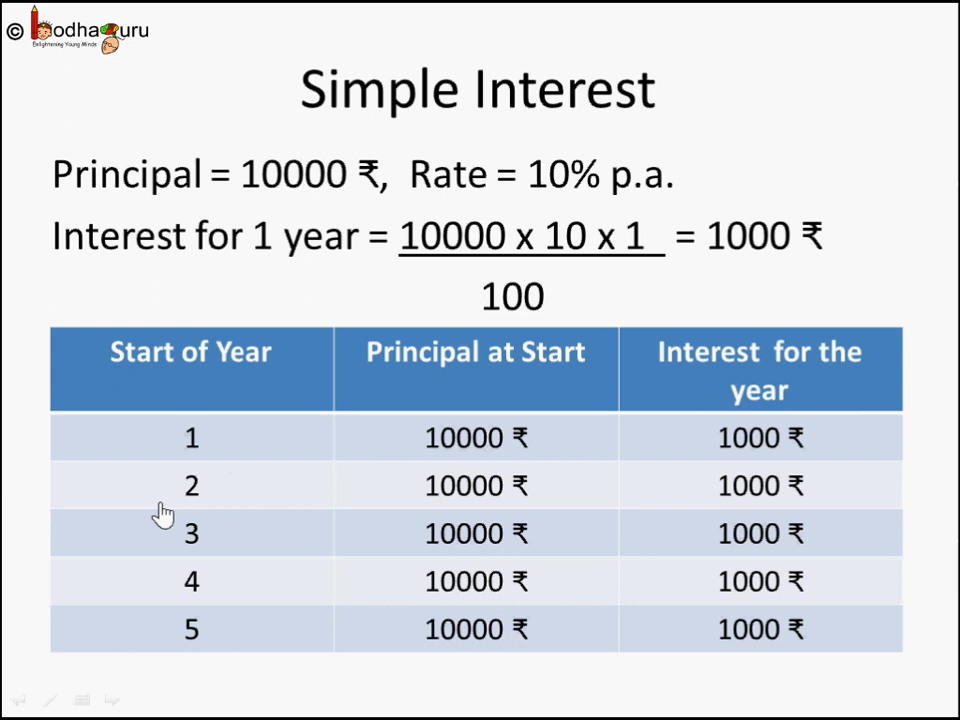 © BodhaGuru
Enlightening Young Minds
Simple Interest
Principal = 10000 ₹, Rate = 10% p.a.
Interest for 1 year = 10000 x 10 x 1 = 1000 ₹
100
Start of Year Principal at Start Interest for the year
1 10000 ₹ 1000 ₹
2 10000 ₹ 1000 ₹
3 10000 ₹ 1000 ₹
4 10000 ₹ 1000 ₹
5 10000 ₹ 1000 ₹